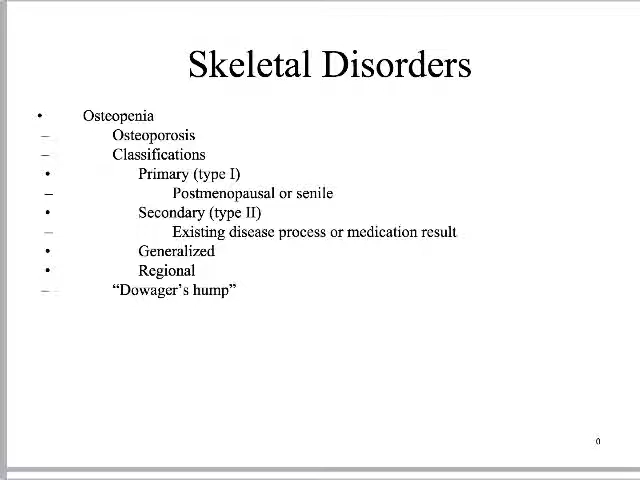 Skeletal Disorders
• Osteopenia
– Osteoporosis
– Classifications
• Primary (type I)
– Postmenopausal or senile
• Secondary (type II)
– Existing disease process or medication result
• Generalized
• Regional
– “Dowager’s hump”
0